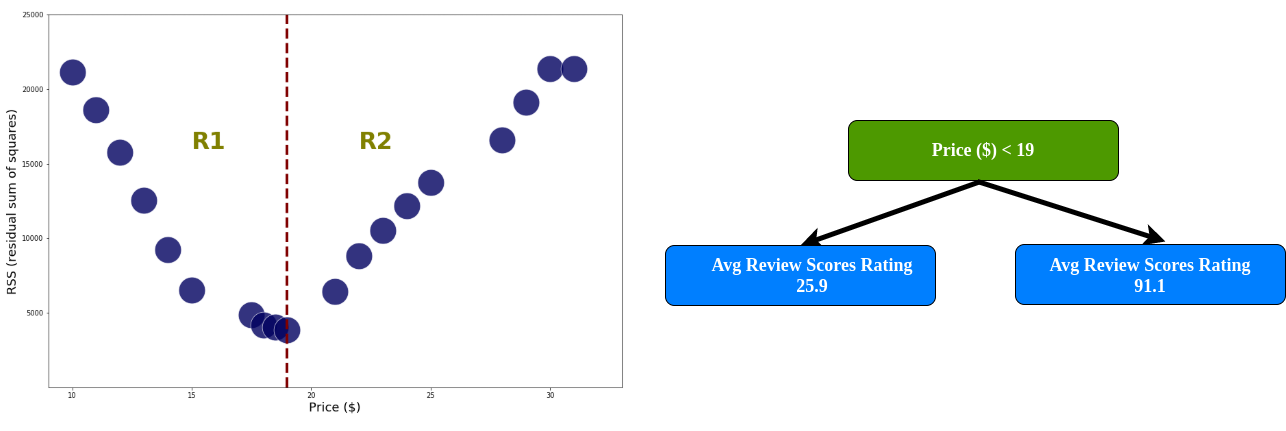 25000
20000
15000
10000
5000
RSS (residual sum of squares)
R1
R2
10
15
20
25
30
Price ($)
Price ($) < 19
Avg Review Scores Rating
25.9
Avg Review Scores Rating
91.1